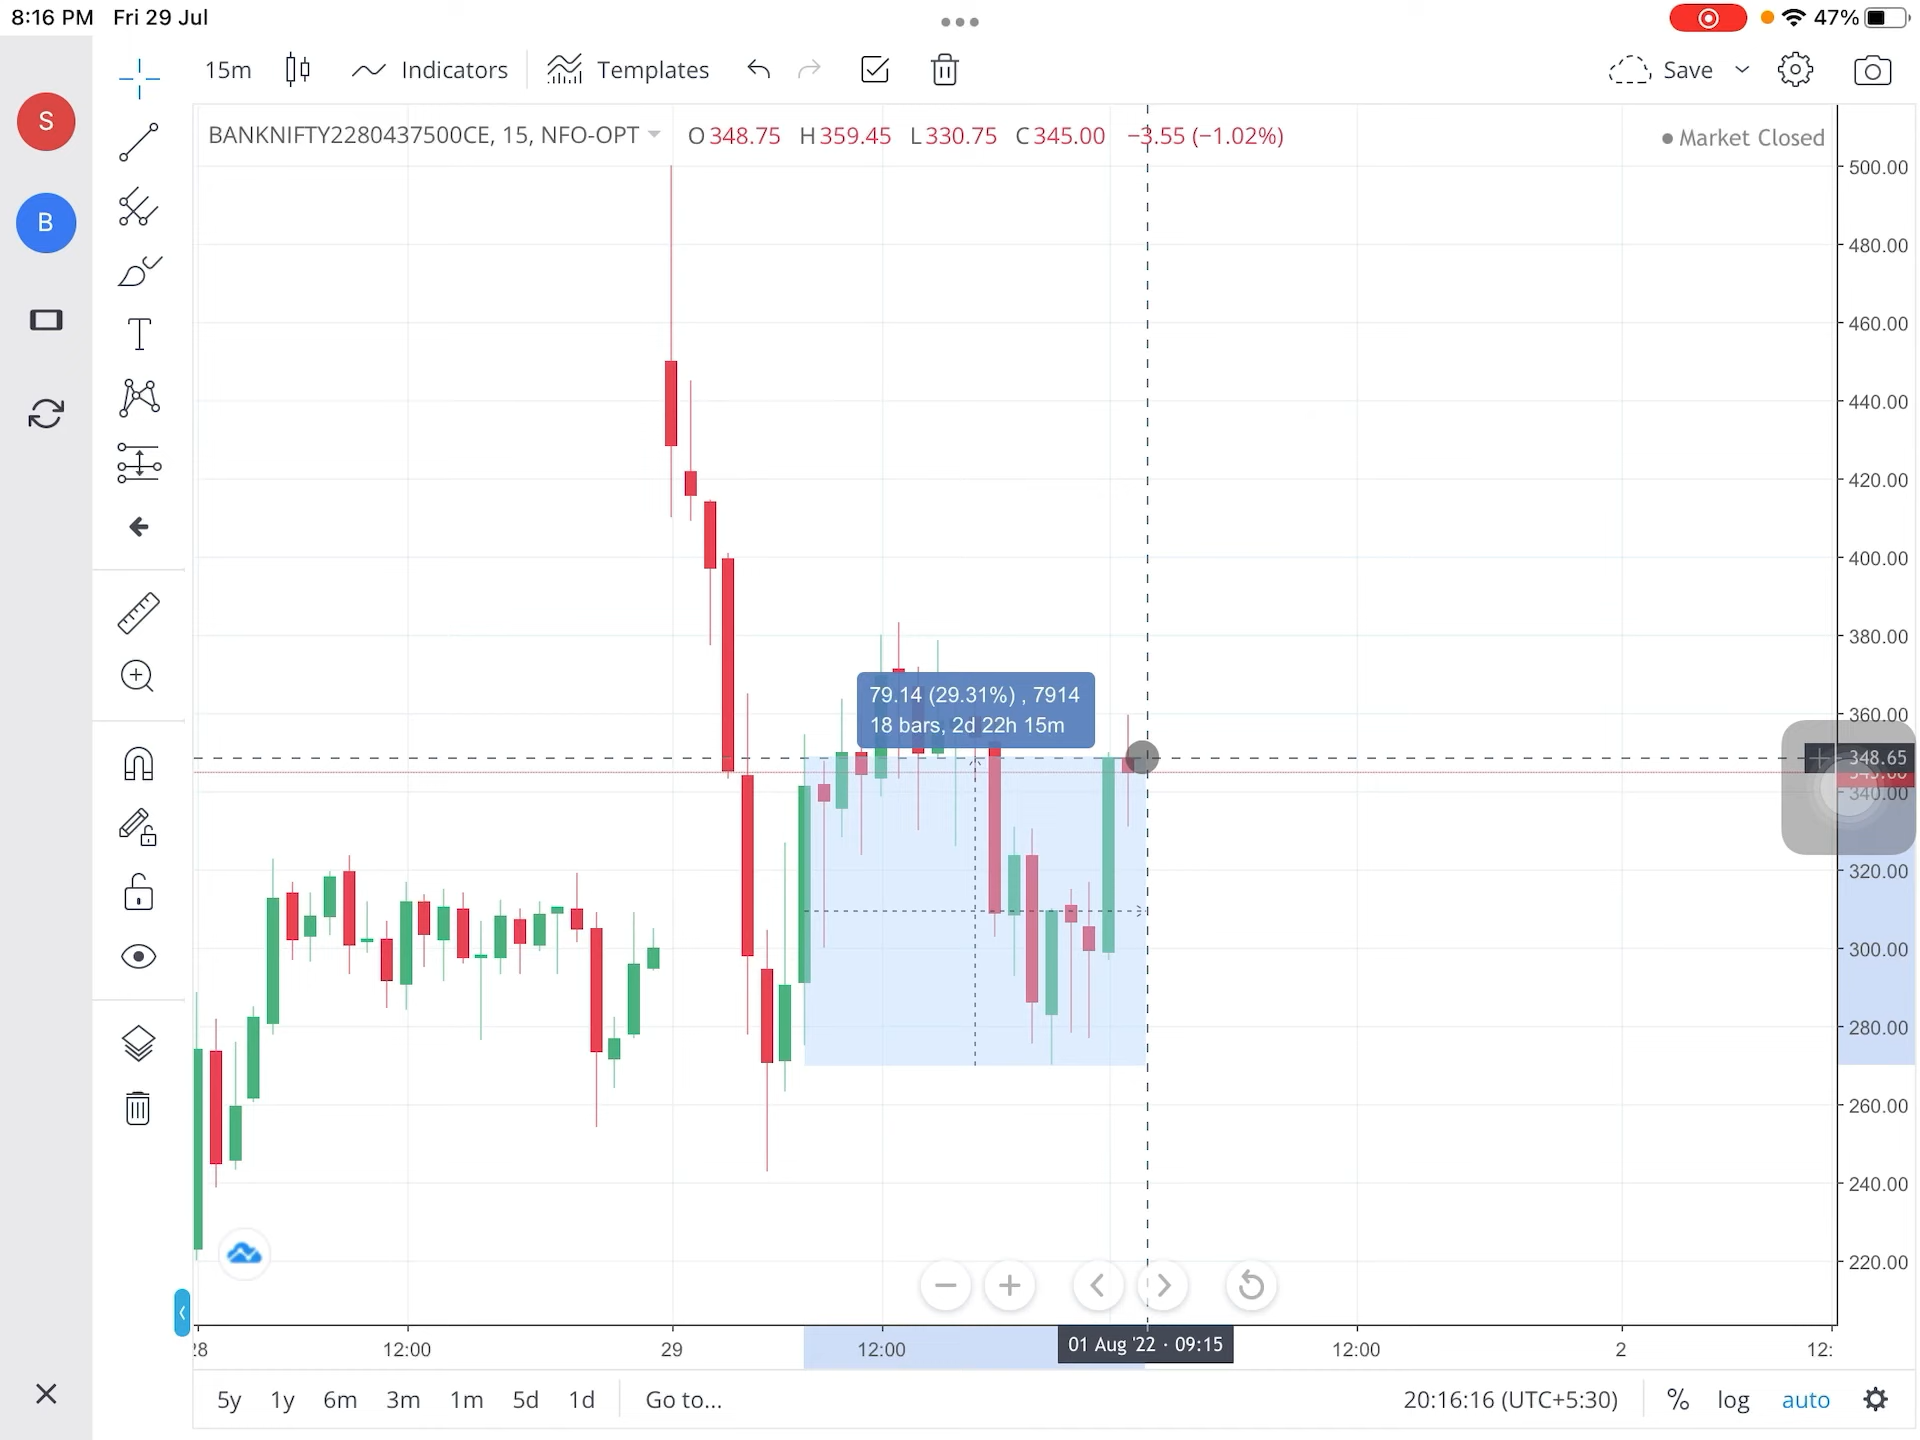 8:16 PM Fri 29 Jul
47%
15m Indicators Templates Save
S
B
T
BANKNIFTY2280437500CE, 15, NFO-OPT O348.75 H359.45 L330.75 C345.00 −3.55 (−1.02%)
Market Closed
500.00
480.00
460.00
440.00
420.00
400.00
380.00
79.14 (29.31%) , 7914
18 bars, 2d 22h 15m
360.00
348.65
345.00
340.00
320.00
300.00
280.00
260.00
240.00
220.00
28 12:00 29 12:00 01 Aug '22 · 09:15 12:00 2 12:
5y 1y 6m 3m 1m 5d 1d Go to... 20:16:16 (UTC+5:30) % log auto